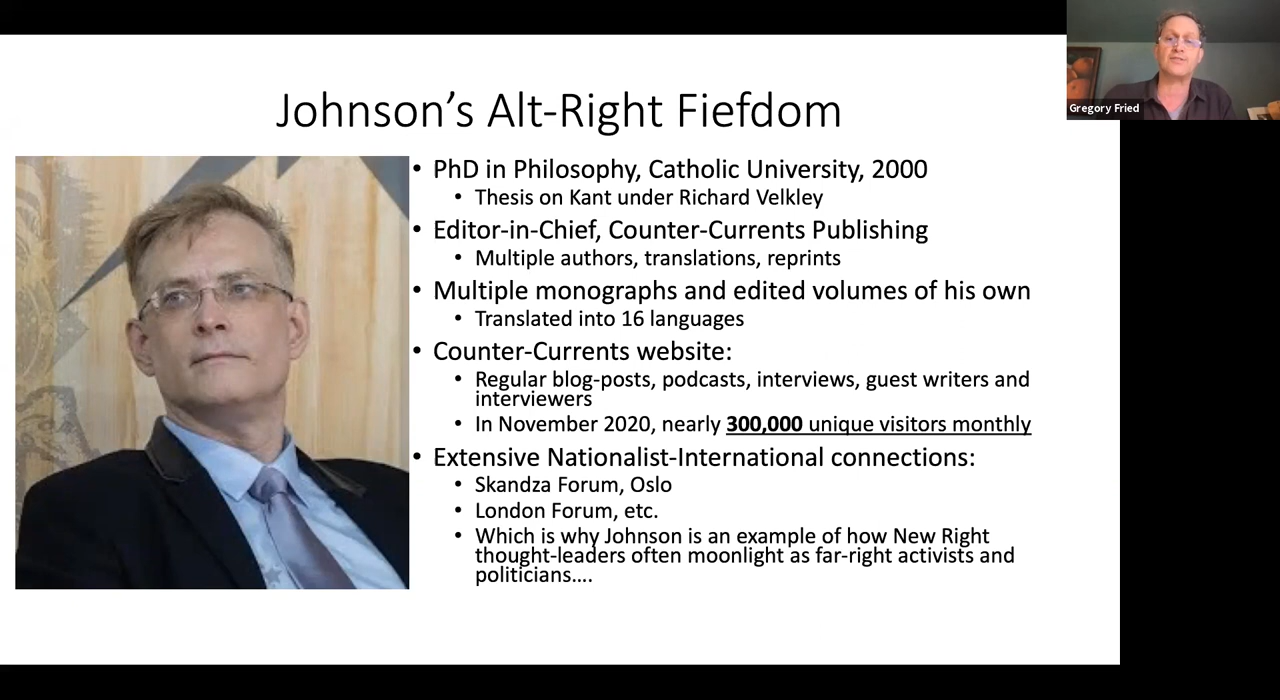 Gregory Fried
Johnson’s Alt-Right Fiefdom
• PhD in Philosophy, Catholic University, 2000
• Thesis on Kant under Richard Velkley
• Editor-in-Chief, Counter-Currents Publishing
• Multiple authors, translations, reprints
• Multiple monographs and edited volumes of his own
• Translated into 16 languages
• Counter-Currents website:
• Regular blog-posts, podcasts, interviews, guest writers and
interviewers
• In November 2020, nearly 300,000 unique visitors monthly
• Extensive Nationalist-International connections:
• Skandza Forum, Oslo
• London Forum, etc.
• Which is why Johnson is an example of how New Right
thought-leaders often moonlight as far-right activists and
politicians….